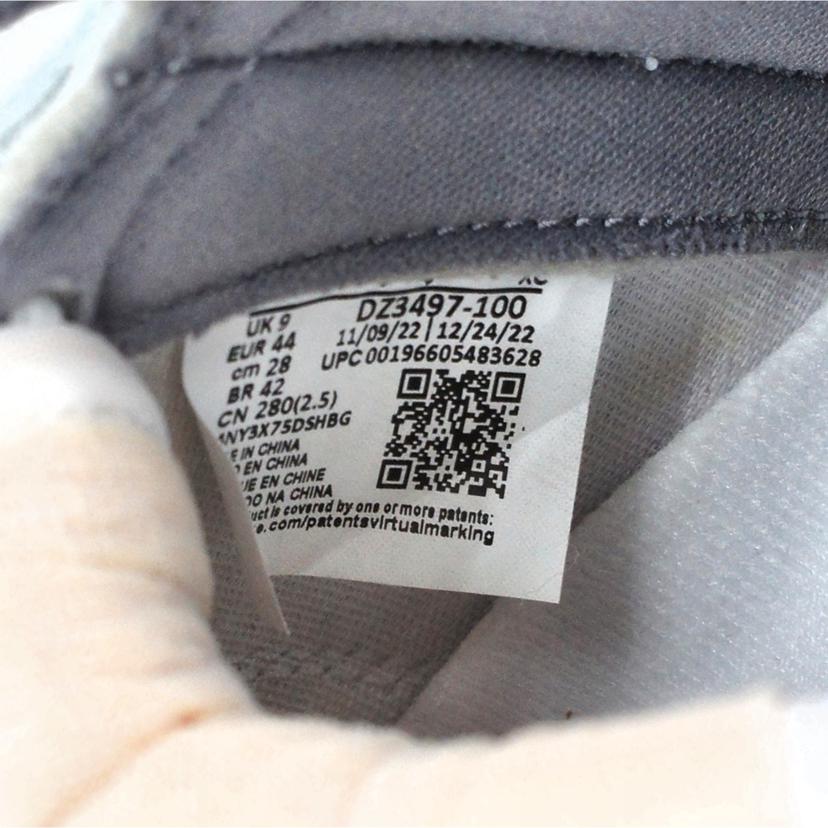 UK 9
EUR 44
cm 28
BR 42
CN 280(2.5)
NY3X75DSHBG
E IN CHINA
EN CHINA
UE EN CHINE
DO NA CHINA
DZ3497-100
11/09/22 | 12/24/22
UPC 00196605483628
uct is covered by one or more patents:
e.com/patentsvirtualmarking